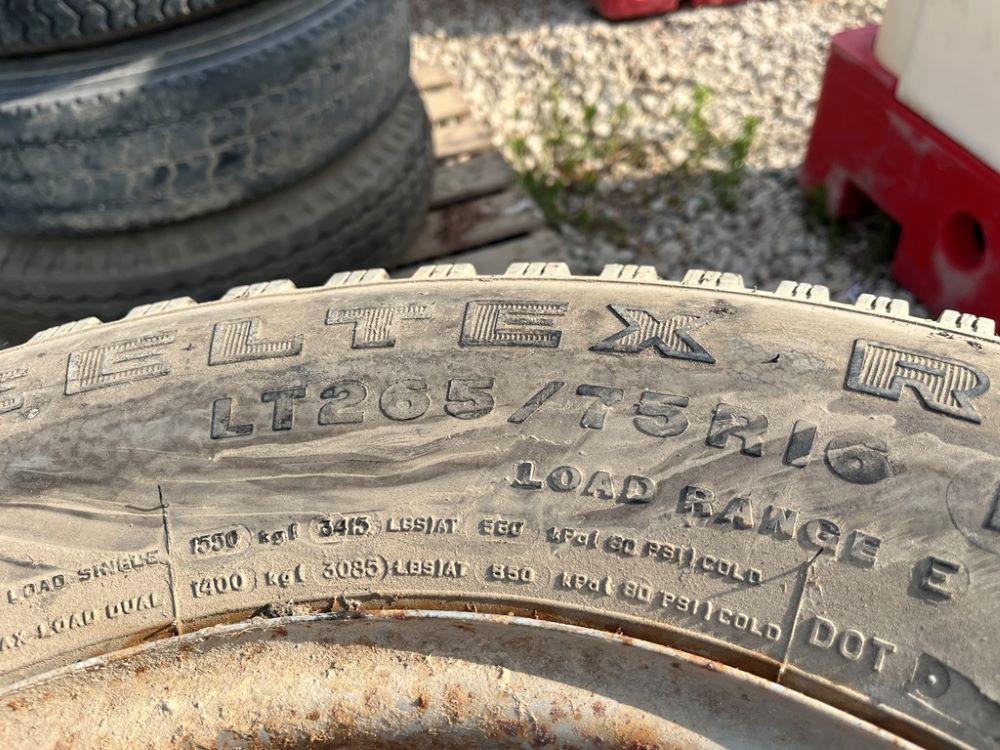 ELTEX R
LT265/75R16
LOAD RANGE E
LOAD SINGLE 1550 kg( 3415 LBS)AT 550 kPa( 80 PSI)COLD
MAX LOAD DUAL 1400 kg( 3085 LBS)AT 550 kPa( 80 PSI)COLD
DOT D